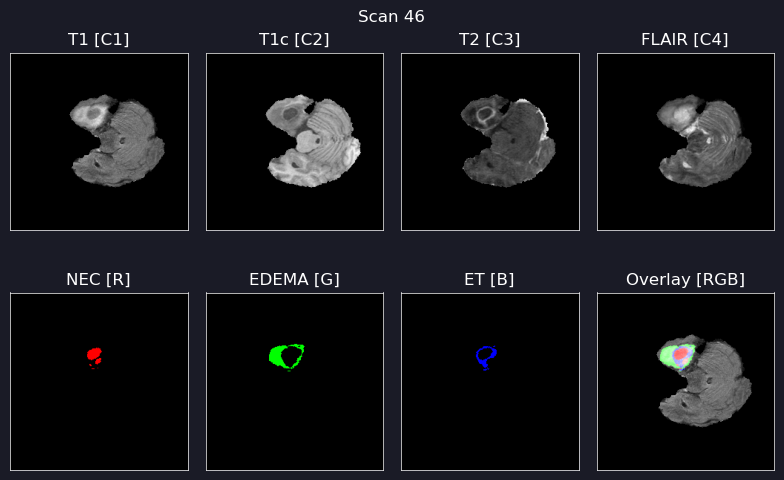 Scan 46
T1 [C1]
T1c [C2]
T2 [C3]
FLAIR [C4]
NEC [R]
EDEMA [G]
ET [B]
Overlay [RGB]